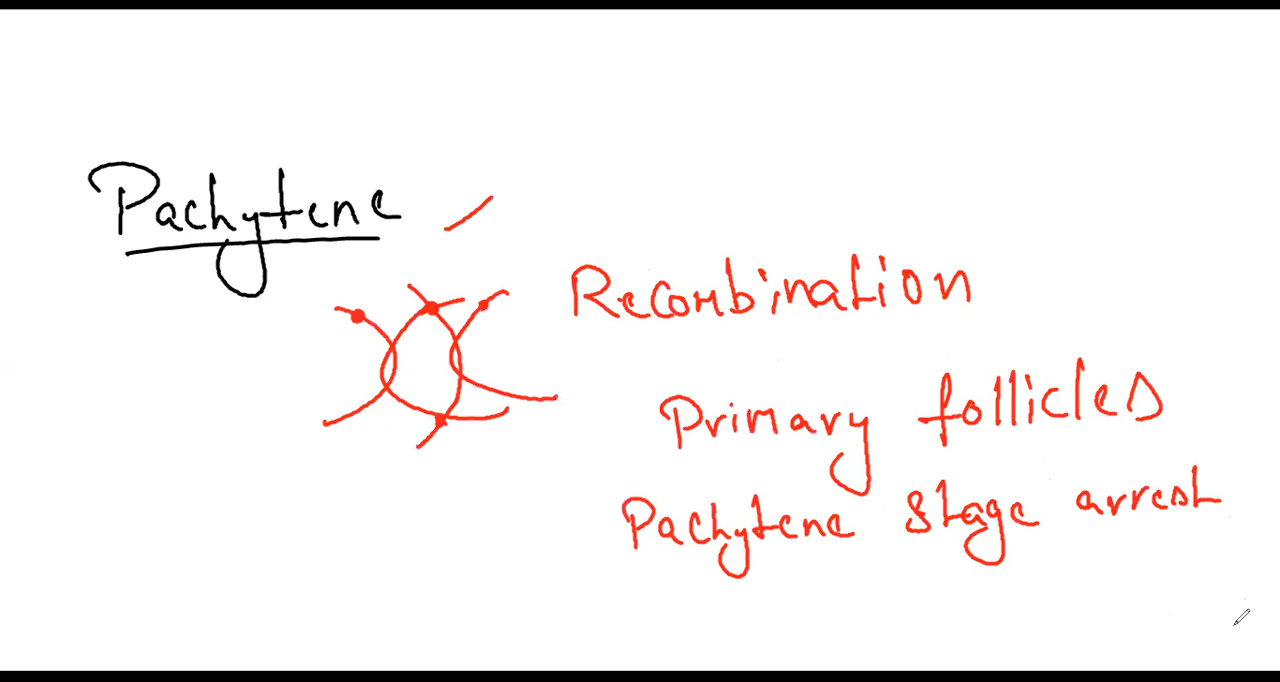 Pachytene
Recombination
Primary follicles
Pachytene stage arrest